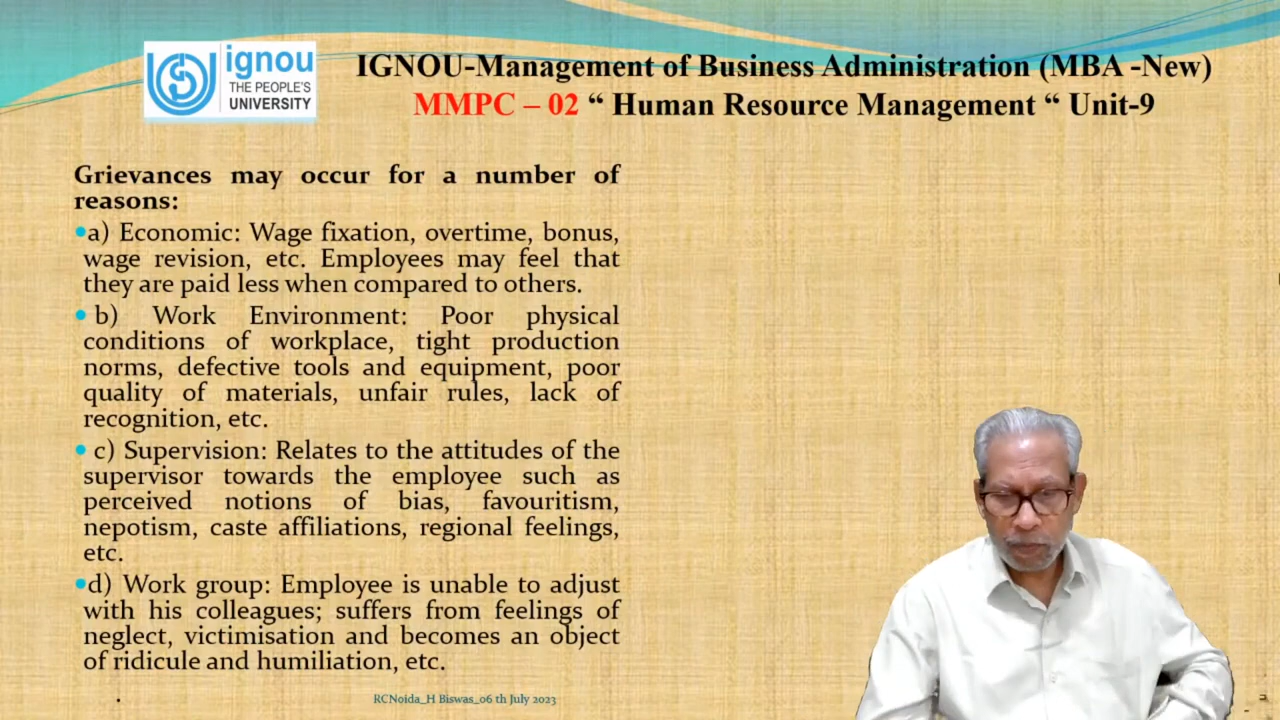 ignou
THE PEOPLE'S
UNIVERSITY
IGNOU-Management of Business Administration (MBA -New)
MMPC – 02 “ Human Resource Management “ Unit-9
Grievances may occur for a number of
reasons:
•a) Economic: Wage fixation, overtime, bonus,
wage revision, etc. Employees may feel that
they are paid less when compared to others.
• b) Work Environment: Poor physical
conditions of workplace, tight production
norms, defective tools and equipment, poor
quality of materials, unfair rules, lack of
recognition, etc.
• c) Supervision: Relates to the attitudes of the
supervisor towards the employee such as
perceived notions of bias, favouritism,
nepotism, caste affiliations, regional feelings,
etc.
•d) Work group: Employee is unable to adjust
with his colleagues; suffers from feelings of
neglect, victimisation and becomes an object
of ridicule and humiliation, etc.
.
RCNoida_H Biswas_06 th July 2023